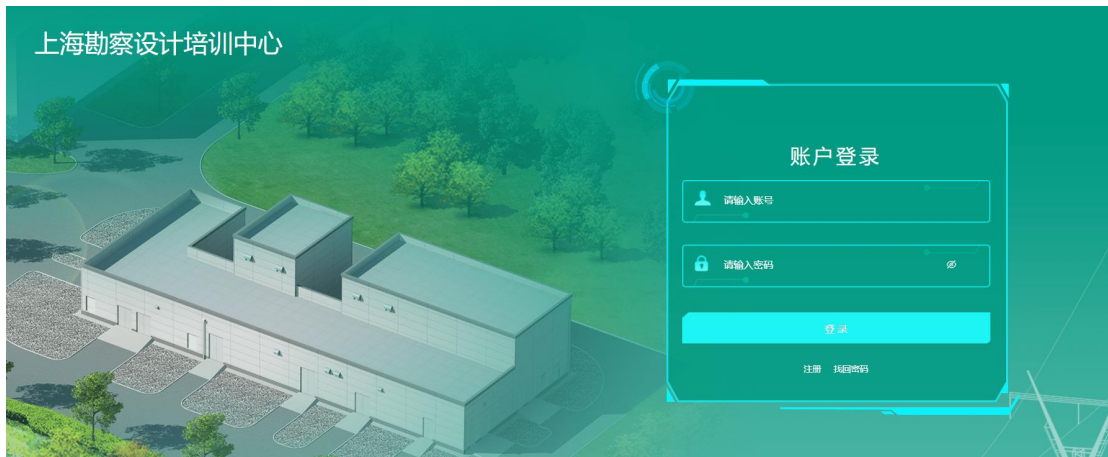 上海勘察设计培训中心
账户登录
请输入账号
请输入密码
登录
注册 找回密码